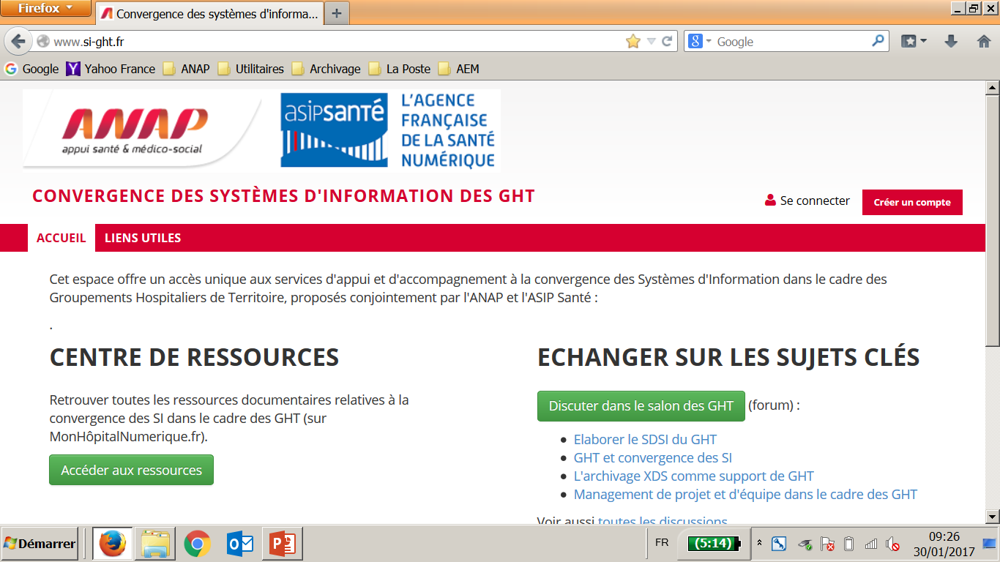 Firefox
Convergence des systèmes d'informa...
www.si-ght.fr
Google
Google
Yahoo France
ANAP
Utilitaires
Archivage
La Poste
AEM
ANAP
appui santé & médico-social
asipsanté
L'AGENCE
FRANÇAISE
DE LA SANTÉ
NUMÉRIQUE
CONVERGENCE DES SYSTÈMES D'INFORMATION DES GHT
Se connecter
Créer un compte
ACCUEIL
LIENS UTILES
Cet espace offre un accès unique aux services d'appui et d'accompagnement à la convergence des Systèmes d'Information dans le cadre des
Groupements Hospitaliers de Territoire, proposés conjointement par l'ANAP et l'ASIP Santé :
.
CENTRE DE RESSOURCES
Retrouver toutes les ressources documentaires relatives à la
convergence des SI dans le cadre des GHT (sur
MonHôpitalNumerique.fr).
Accéder aux ressources
ECHANGER SUR LES SUJETS CLÉS
Discuter dans le salon des GHT (forum) :
Elaborer le SDSI du GHT
GHT et convergence des SI
L'archivage XDS comme support de GHT
Management de projet et d'équipe dans le cadre des GHT
Voir aussi toutes les discussions
Démarrer
FR
(5:14)
09:26
30/01/2017